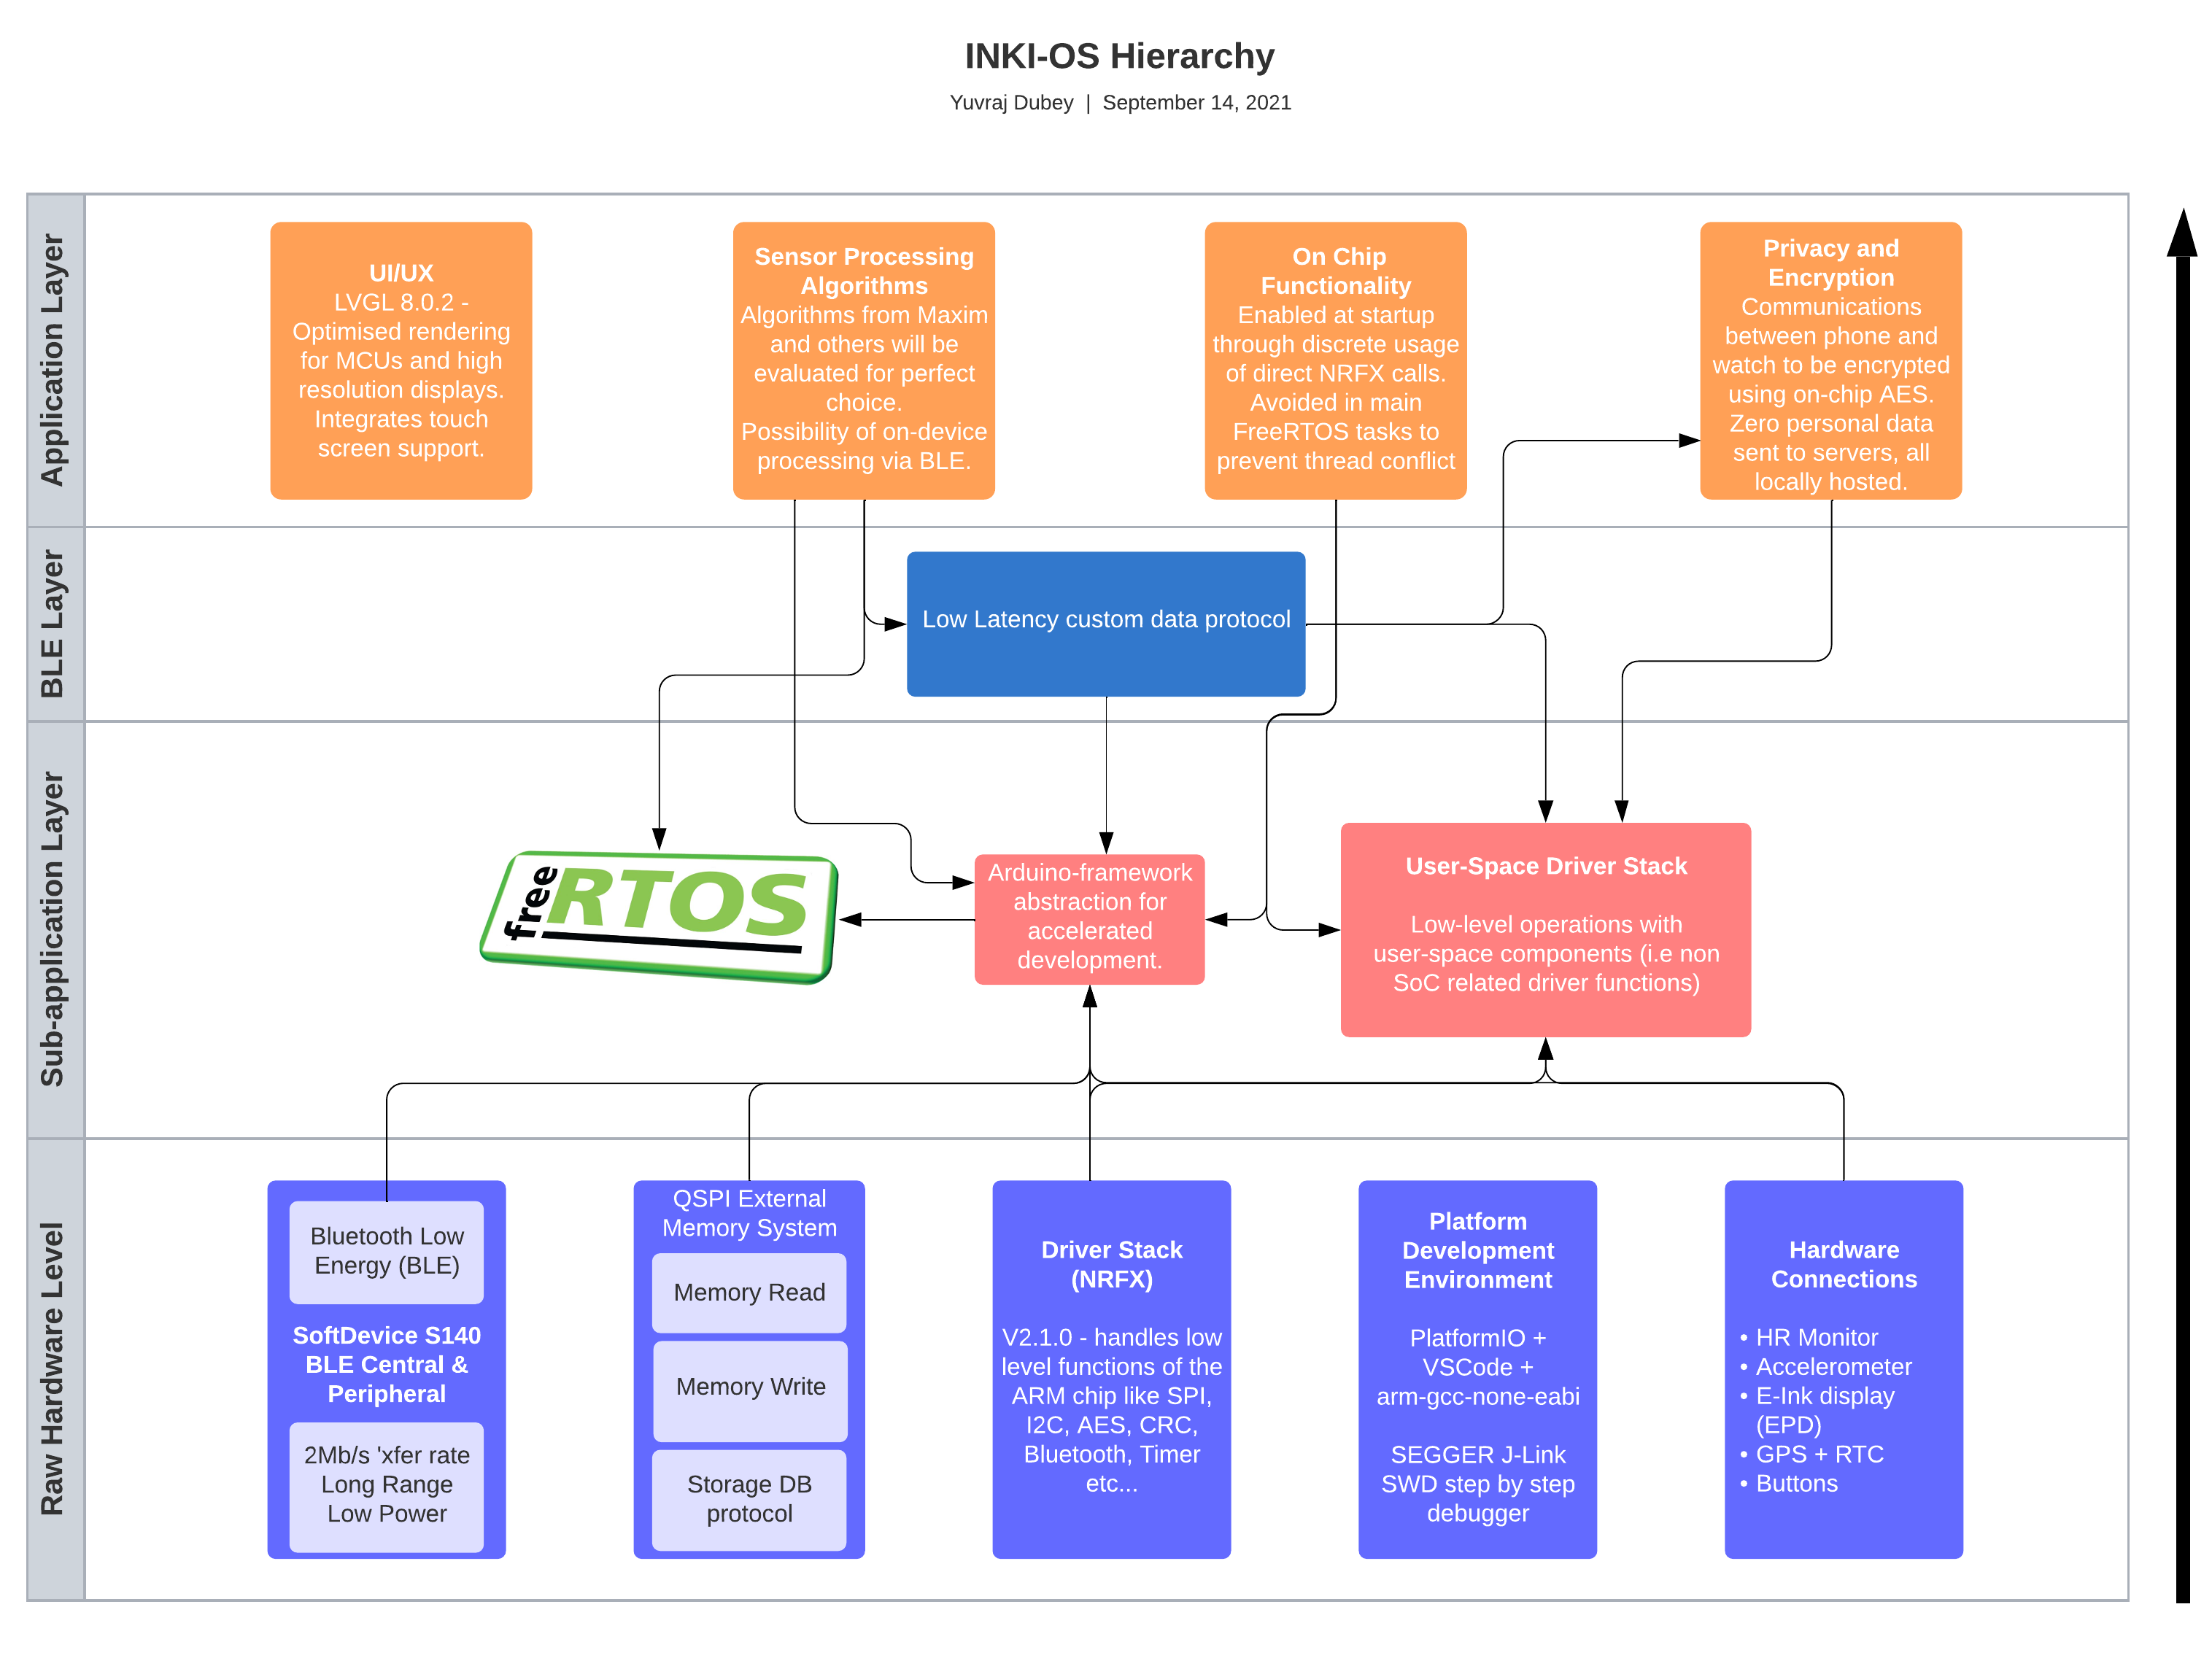 INKI-OS Hierarchy
Yuvraj Dubey | September 14, 2021
Application Layer
UI/UX
LVGL 8.0.2 -
Optimised rendering
for MCUs and high
resolution displays.
Integrates touch
screen support.
Sensor Processing
Algorithms
Algorithms from Maxim
and others will be
evaluated for perfect
choice.
Possibility of on-device
processing via BLE.
On Chip
Functionality
Enabled at startup
through discrete usage
of direct NRFX calls.
Avoided in main
FreeRTOS tasks to
prevent thread conflict
Privacy and
Encryption
Communications
between phone and
watch to be encrypted
using on-chip AES.
Zero personal data
sent to servers, all
locally hosted.
BLE Layer
Low Latency custom data protocol
Sub-application Layer
free RTOS
Arduino-framework
abstraction for
accelerated
development.
User-Space Driver Stack
Low-level operations with
user-space components (i.e non
SoC related driver functions)
Raw Hardware Level
Bluetooth Low
Energy (BLE)
SoftDevice S140
BLE Central &
Peripheral
2Mb/s 'xfer rate
Long Range
Low Power
QSPI External
Memory System
Memory Read
Memory Write
Storage DB
protocol
Driver Stack
(NRFX)
V2.1.0 - handles low
level functions of the
ARM chip like SPI,
I2C, AES, CRC,
Bluetooth, Timer
etc...
Platform
Development
Environment
PlatformIO +
VSCode +
arm-gcc-none-eabi
SEGGER J-Link
SWD step by step
debugger
Hardware
Connections
• HR Monitor
• Accelerometer
• E-Ink display
(EPD)
• GPS + RTC
• Buttons